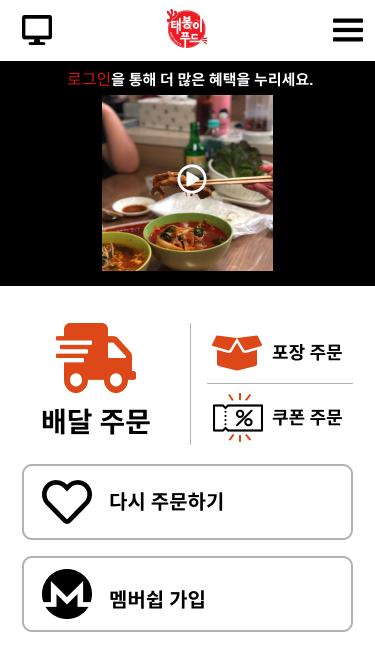 태봉이
푸드
로그인을 통해 더 많은 혜택을 누리세요.
배달 주문
포장 주문
%
쿠폰 주문
다시 주문하기
멤버쉽 가입